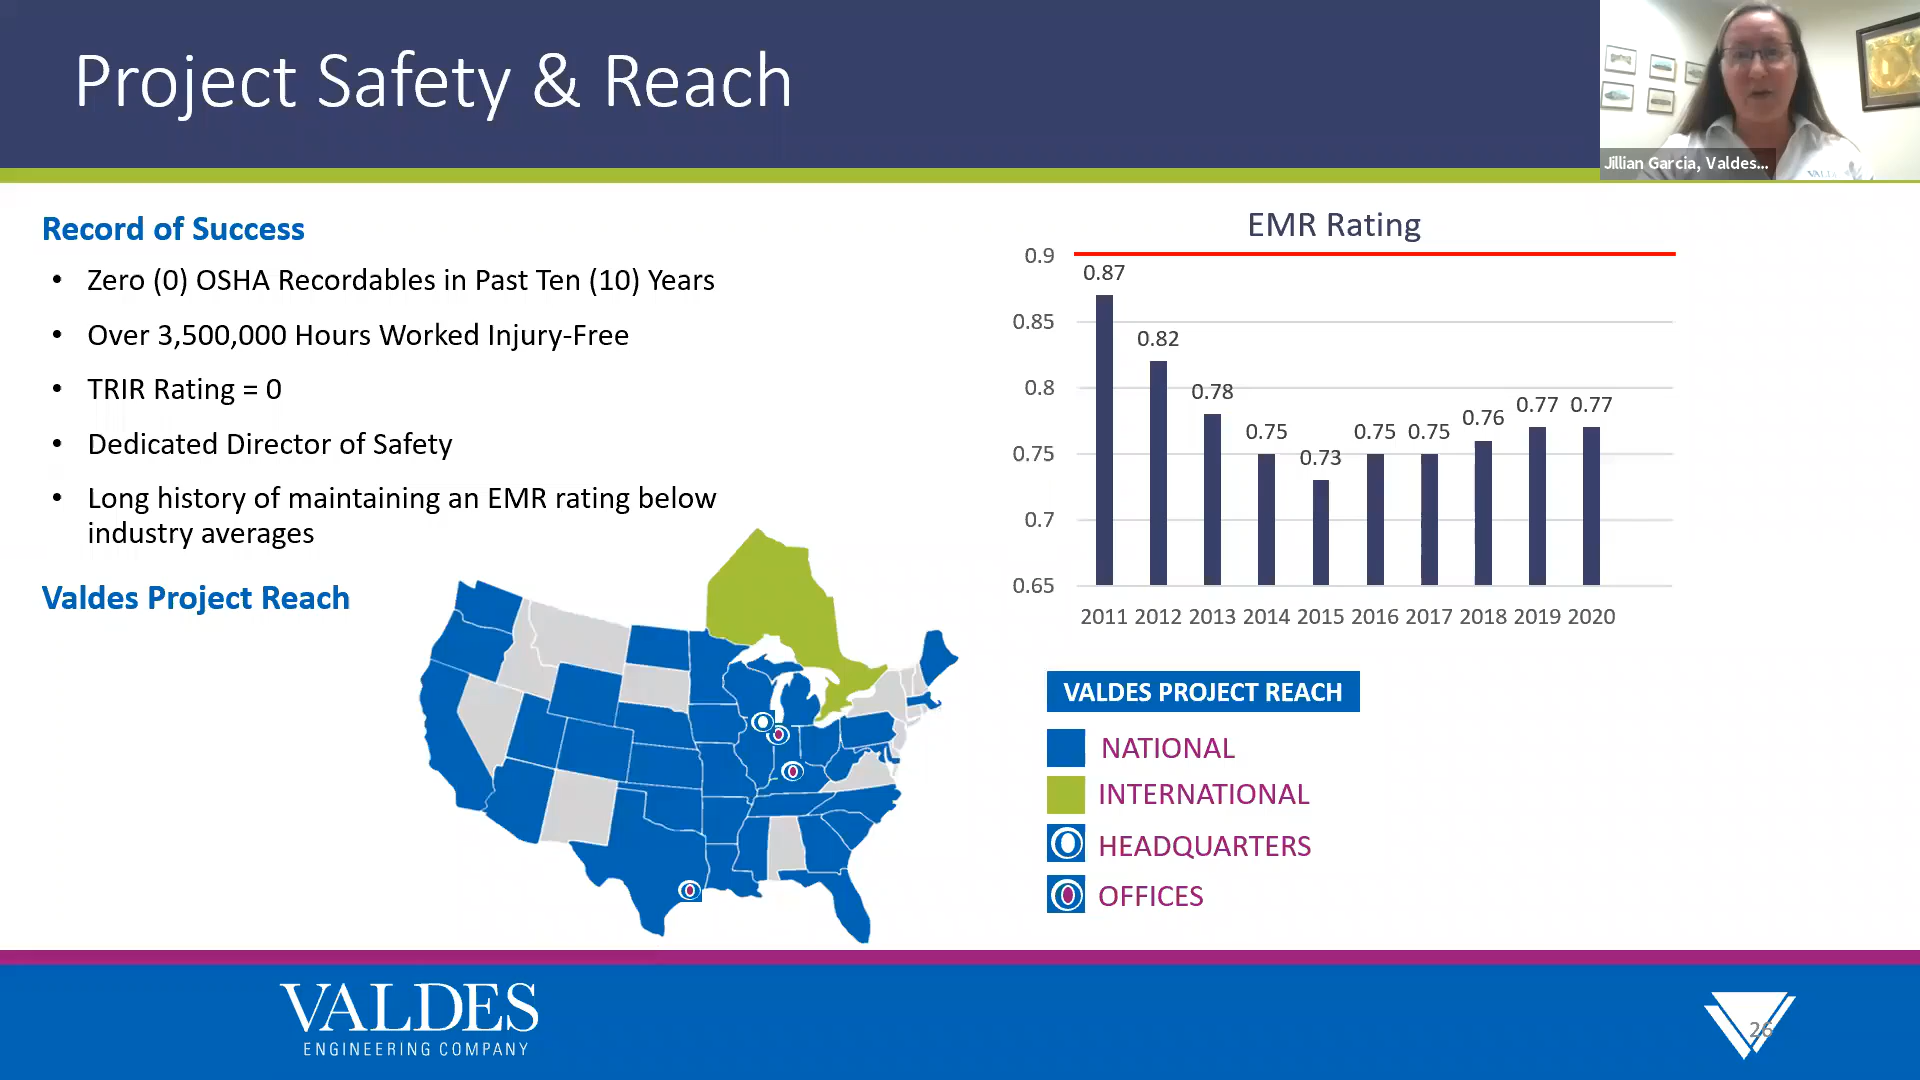 Project Safety & Reach
Jillian Garcia, Valdes...
Record of Success
• Zero (0) OSHA Recordables in Past Ten (10) Years
• Over 3,500,000 Hours Worked Injury-Free
• TRIR Rating = 0
• Dedicated Director of Safety
• Long history of maintaining an EMR rating below
industry averages
Valdes Project Reach
EMR Rating
0.9
0.85
0.8
0.75
0.7
0.65
0.87
0.82
0.78
0.75
0.73
0.75
0.75
0.76
0.77
0.77
2011 2012 2013 2014 2015 2016 2017 2018 2019 2020
VALDES PROJECT REACH
NATIONAL
INTERNATIONAL
HEADQUARTERS
OFFICES
VALDES
ENGINEERING COMPANY
26